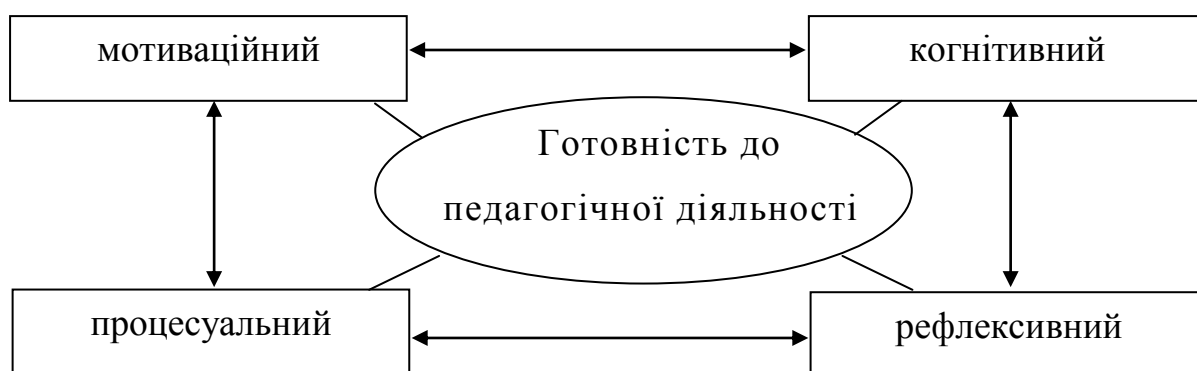 мотиваційний
когнітивний
Готовність до
педагогічної діяльності
процесуальний
рефлексивний